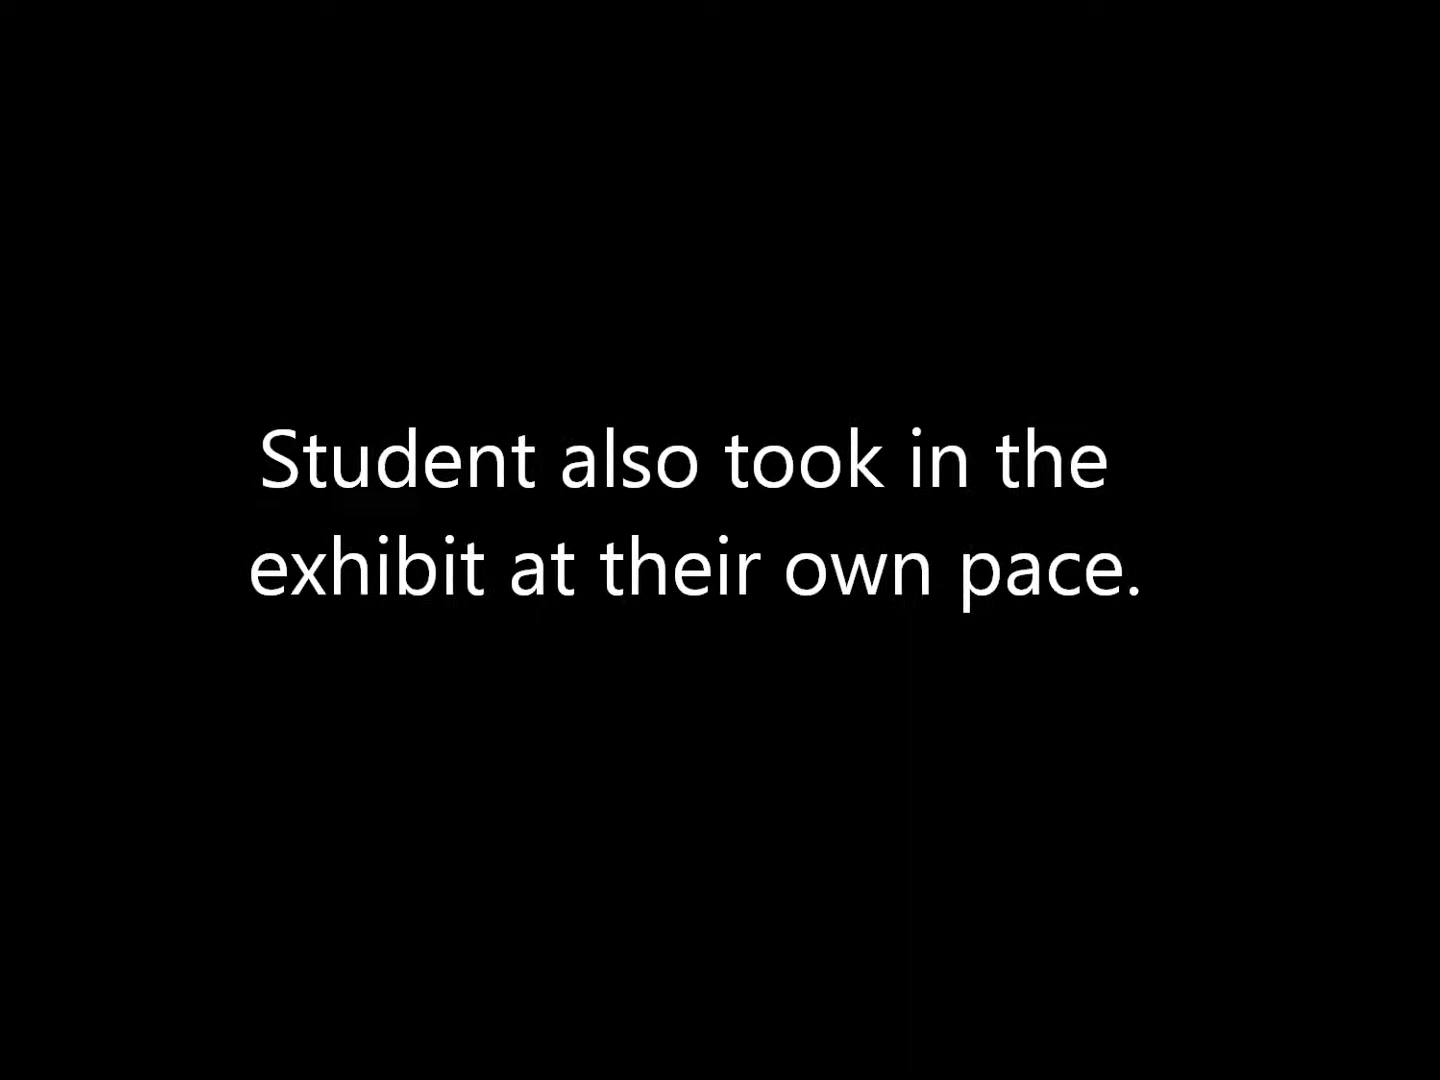 Student also took in the
exhibit at their own pace.